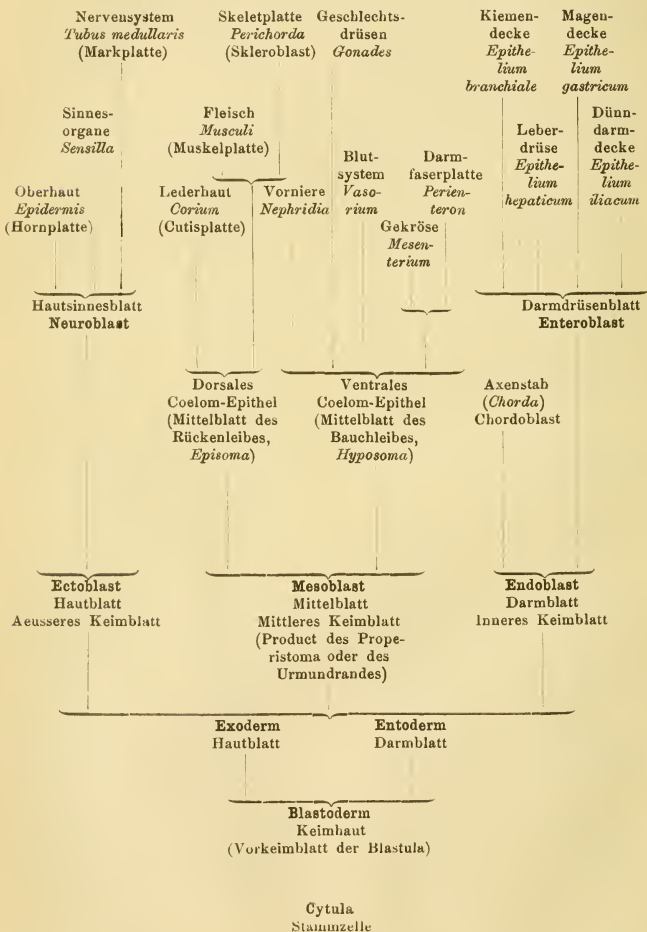 Nervensystem
Tubus medullaris
(Markplatte)
Skeletplatte
Perichorda
(Skleroblast)
Geschlechts-
drüsen
Gonades
Kiemen-
decke
Epithe-
lium
branchiale
Magen-
decke
Epithe-
lium
gastricum
Sinnes-
organe
Sensilla
Fleisch
Musculi
(Muskelplatte)
Blut-
system
Vaso-
rium
Darm-
faserplatte
Perien-
teron
Leber-
drüse
Epithe-
lium
hepaticum
Dünn-
darm-
decke
Epithe-
lium
iliacum
Oberhaut
Epidermis
(Hornplatte)
Lederhaut
Corium
(Cutisplatte)
Vorniere
Nephridia
Gekröse
Mesen-
terium
Hautsinnesblatt
Neuroblast
Darmdrüsenblatt
Enteroblast
Dorsales
Coelom-Epithel
(Mittelblatt des
Rückenleibes,
Episoma)
Ventrales
Coelom-Epithel
(Mittelblatt des
Bauchleibes,
Hyposoma)
Axenstab
(Chorda)
Chordoblast
Ectoblast
Hautblatt
Aeusseres Keimblatt
Mesoblast
Mittelblatt
Mittleres Keimblatt
(Product des Prope-
ristoma oder des
Urmundrandes)
Endoblast
Darmblatt
Inneres Keimblatt
Exoderm
Hautblatt
Entoderm
Darmblatt
Blastoderm
Keimhaut
(Vorkeimblatt der Blastula)
Cytula
Stammzelle